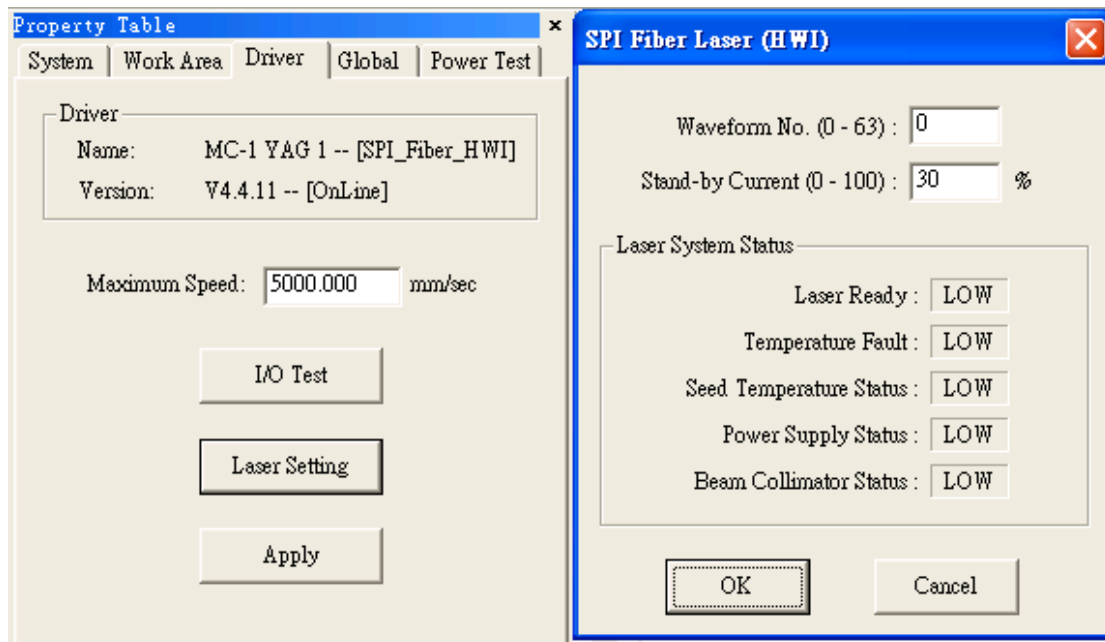 Property Table
System Work Area Driver Global Power Test
Driver
Name: MC-1 YAG 1 -- [SPI_Fiber_HWI]
Version: V4.4.11 -- [OnLine]
Maximum Speed: 5000.000 mm/sec
I/O Test
Laser Setting
Apply
SPI Fiber Laser (HWI)
Waveform No. (0 - 63) : 0
Stand-by Current (0 - 100) : 30 %
Laser System Status
Laser Ready : LOW
Temperature Fault : LOW
Seed Temperature Status : LOW
Power Supply Status : LOW
Beam Collimator Status : LOW
OK Cancel